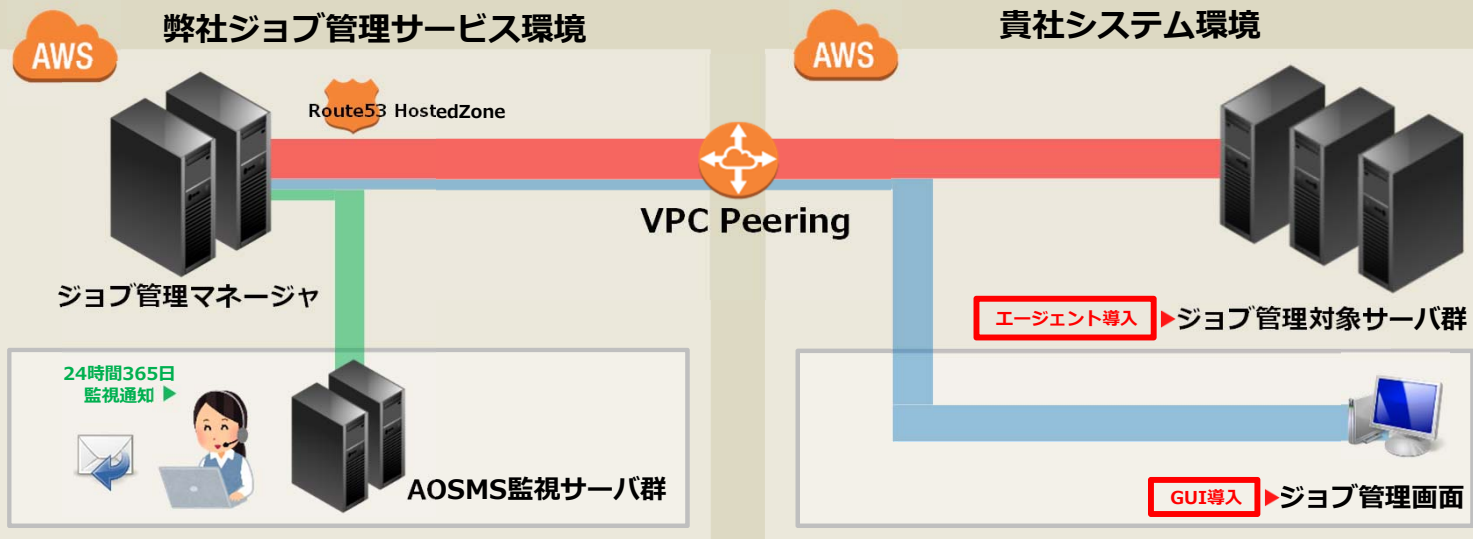 AWS
弊社ジョブ管理サービス環境
AWS
貴社システム環境
Route53 HostedZone
VPC Peering
ジョブ管理マネージャ
エージェント導入
ジョブ管理対象サーバ群
24時間365日
監視通知
AOSMS監視サーバ群
GUI導入
ジョブ管理画面